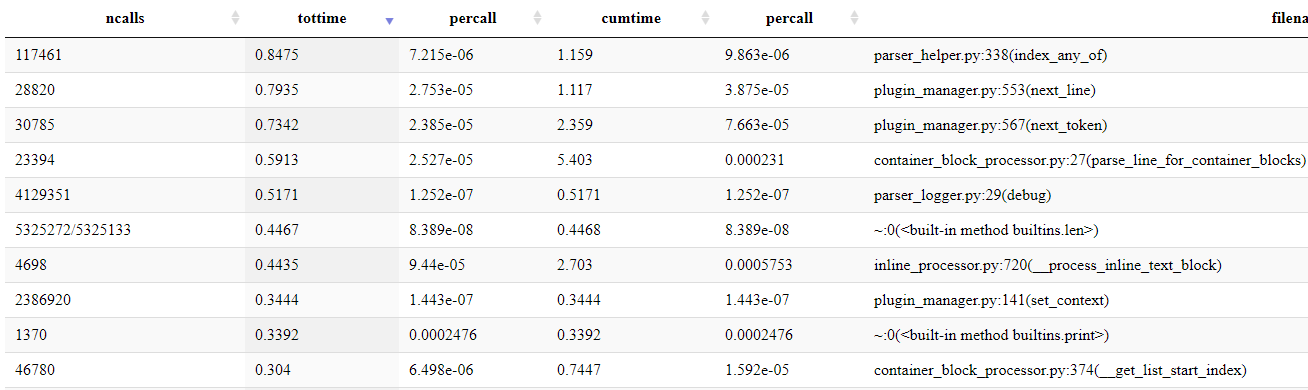 ncalls tottime percall cumtime percall filena
117461 0.8475 7.215e-06 1.159 9.863e-06 parser_helper.py:338(index_any_of)
28820 0.7935 2.753e-05 1.117 3.875e-05 plugin_manager.py:553(next_line)
30785 0.7342 2.385e-05 2.359 7.663e-05 plugin_manager.py:567(next_token)
23394 0.5913 2.527e-05 5.403 0.000231 container_block_processor.py:27(parse_line_for_container_blocks)
4129351 0.5171 1.252e-07 0.5171 1.252e-07 parser_logger.py:29(debug)
5325272/5325133 0.4467 8.389e-08 0.4468 8.389e-08 ~:0(<built-in method builtins.len>)
4698 0.4435 9.44e-05 2.703 0.0005753 inline_processor.py:720(__process_inline_text_block)
2386920 0.3444 1.443e-07 0.3444 1.443e-07 plugin_manager.py:141(set_context)
1370 0.3392 0.0002476 0.3392 0.0002476 ~:0(<built-in method builtins.print>)
46780 0.304 6.498e-06 0.7447 1.592e-05 container_block_processor.py:374(__get_list_start_index)